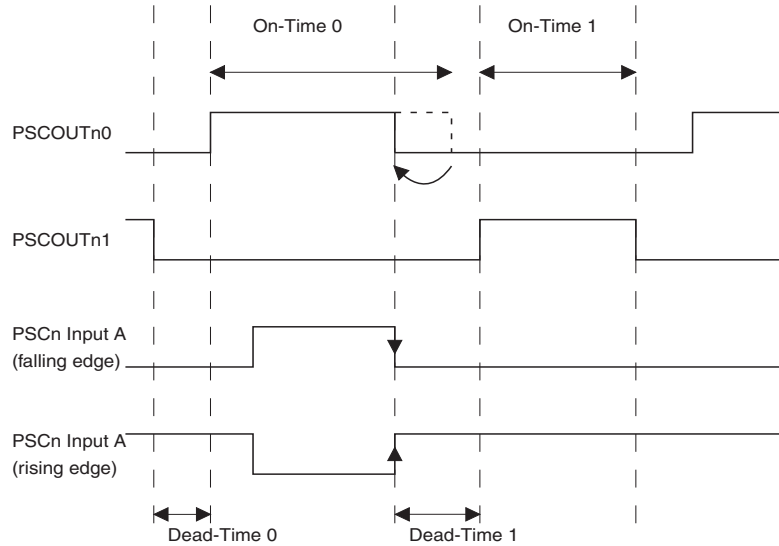 On-Time 0
On-Time 1
PSCOUTn0
PSCOUTn1
PSCn Input A
(falling edge)
PSCn Input A
(rising edge)
Dead-Time 0
Dead-Time 1